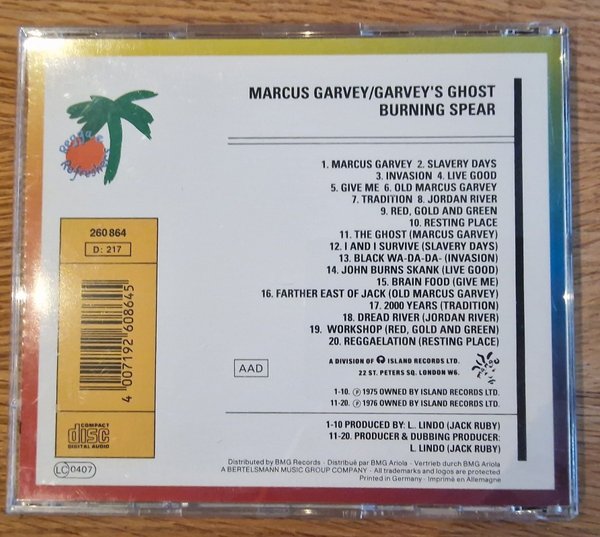 MARCUS GARVEY/GARVEY'S GHOST
BURNING SPEAR
Reggae
Refreshers
1. MARCUS GARVEY 2. SLAVERY DAYS
3. INVASION 4. LIVE GOOD
5. GIVE ME 6. OLD MARCUS GARVEY
7. TRADITION 8. JORDAN RIVER
9. RED, GOLD AND GREEN
10. RESTING PLACE
11. THE GHOST (MARCUS GARVEY)
12. I AND I SURVIVE (SLAVERY DAYS)
13. BLACK WA-DA-DA- (INVASION)
14. JOHN BURNS SKANK (LIVE GOOD)
15. BRAIN FOOD (GIVE ME)
16. FARTHER EAST OF JACK (OLD MARCUS GARVEY)
17. 2000 YEARS (TRADITION)
18. DREAD RIVER (JORDAN RIVER)
19. WORKSHOP (RED, GOLD AND GREEN)
20. REGGAELATION (RESTING PLACE)
260 864
D: 217
4 007192 608645
COMPACT
disc
DIGITAL AUDIO
LC 0407
AAD
A DIVISION OF ISLAND RECORDS LTD.
22 ST. PETERS SQ. LONDON W6.
1-10. ℗ 1975 OWNED BY ISLAND RECORDS LTD.
11-20. ℗ 1976 OWNED BY ISLAND RECORDS LTD.
1-10 PRODUCED BY: L. LINDO (JACK RUBY)
11-20. PRODUCER & DUBBING PRODUCER:
L. LINDO (JACK RUBY)
Distributed by BMG Records · Distribué par BMG Ariola · Vertrieb durch BMG Ariola
A BERTELSMANN MUSIC GROUP COMPANY · All trademarks and logos are protected
Printed in Germany · Imprimé en Allemagne